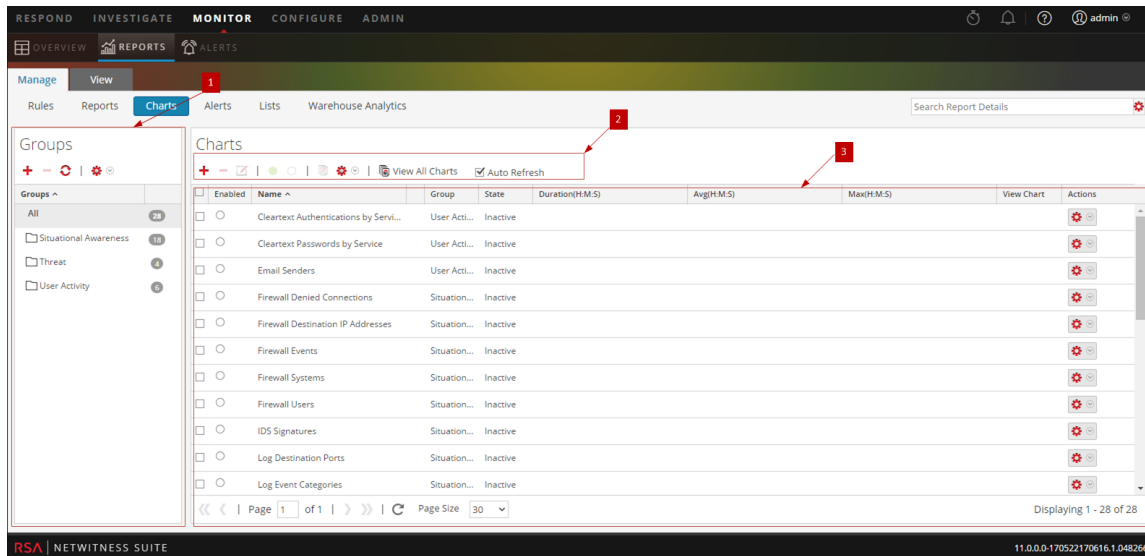 RESPOND INVESTIGATE MONITOR CONFIGURE ADMIN admin
OVERVIEW REPORTS ALERTS
Manage View
1
Rules Reports Charts Alerts Lists Warehouse Analytics Search Report Details
2
Groups Charts
3
View All Charts Auto Refresh
Groups Enabled Name Group State Duration(H:M:S) Avg(H:M:S) Max(H:M:S) View Chart Actions
All 28 Cleartext Authentications by Servi... User Acti... Inactive
Situational Awareness 18 Cleartext Passwords by Service User Acti... Inactive
Threat 4 Email Senders User Acti... Inactive
User Activity 6 Firewall Denied Connections Situation... Inactive
Firewall Destination IP Addresses Situation... Inactive
Firewall Events Situation... Inactive
Firewall Systems Situation... Inactive
Firewall Users Situation... Inactive
IDS Signatures Situation... Inactive
Log Destination Ports Situation... Inactive
Log Event Categories Situation... Inactive
Page 1 of 1 Page Size 30 Displaying 1 - 28 of 28
RSA NETWITNESS SUITE 11.0.0.0-170522170616.1.04826